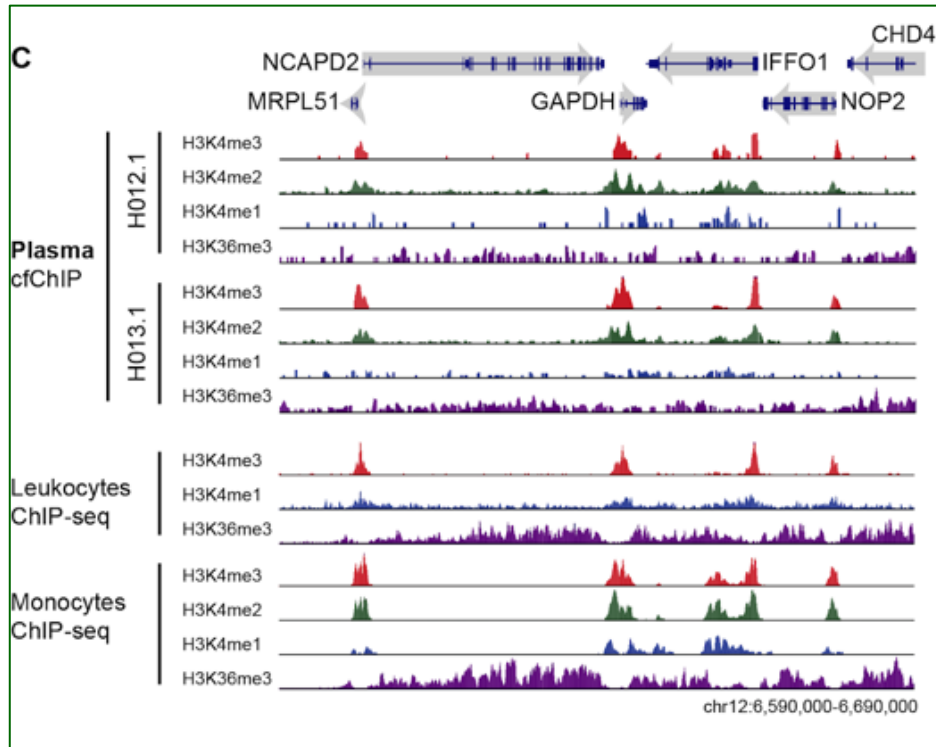 C
CHD4
NCAPD2
IFFO1
MRPL51
GAPDH
NOP2
Plasma
cfChIP
H012.1
H3K4me3
H3K4me2
H3K4me1
H3K36me3
H013.1
H3K4me3
H3K4me2
H3K4me1
H3K36me3
Leukocytes
ChIP-seq
H3K4me3
H3K4me1
H3K36me3
Monocytes
ChIP-seq
H3K4me3
H3K4me2
H3K4me1
H3K36me3
chr12:6,590,000-6,690,000